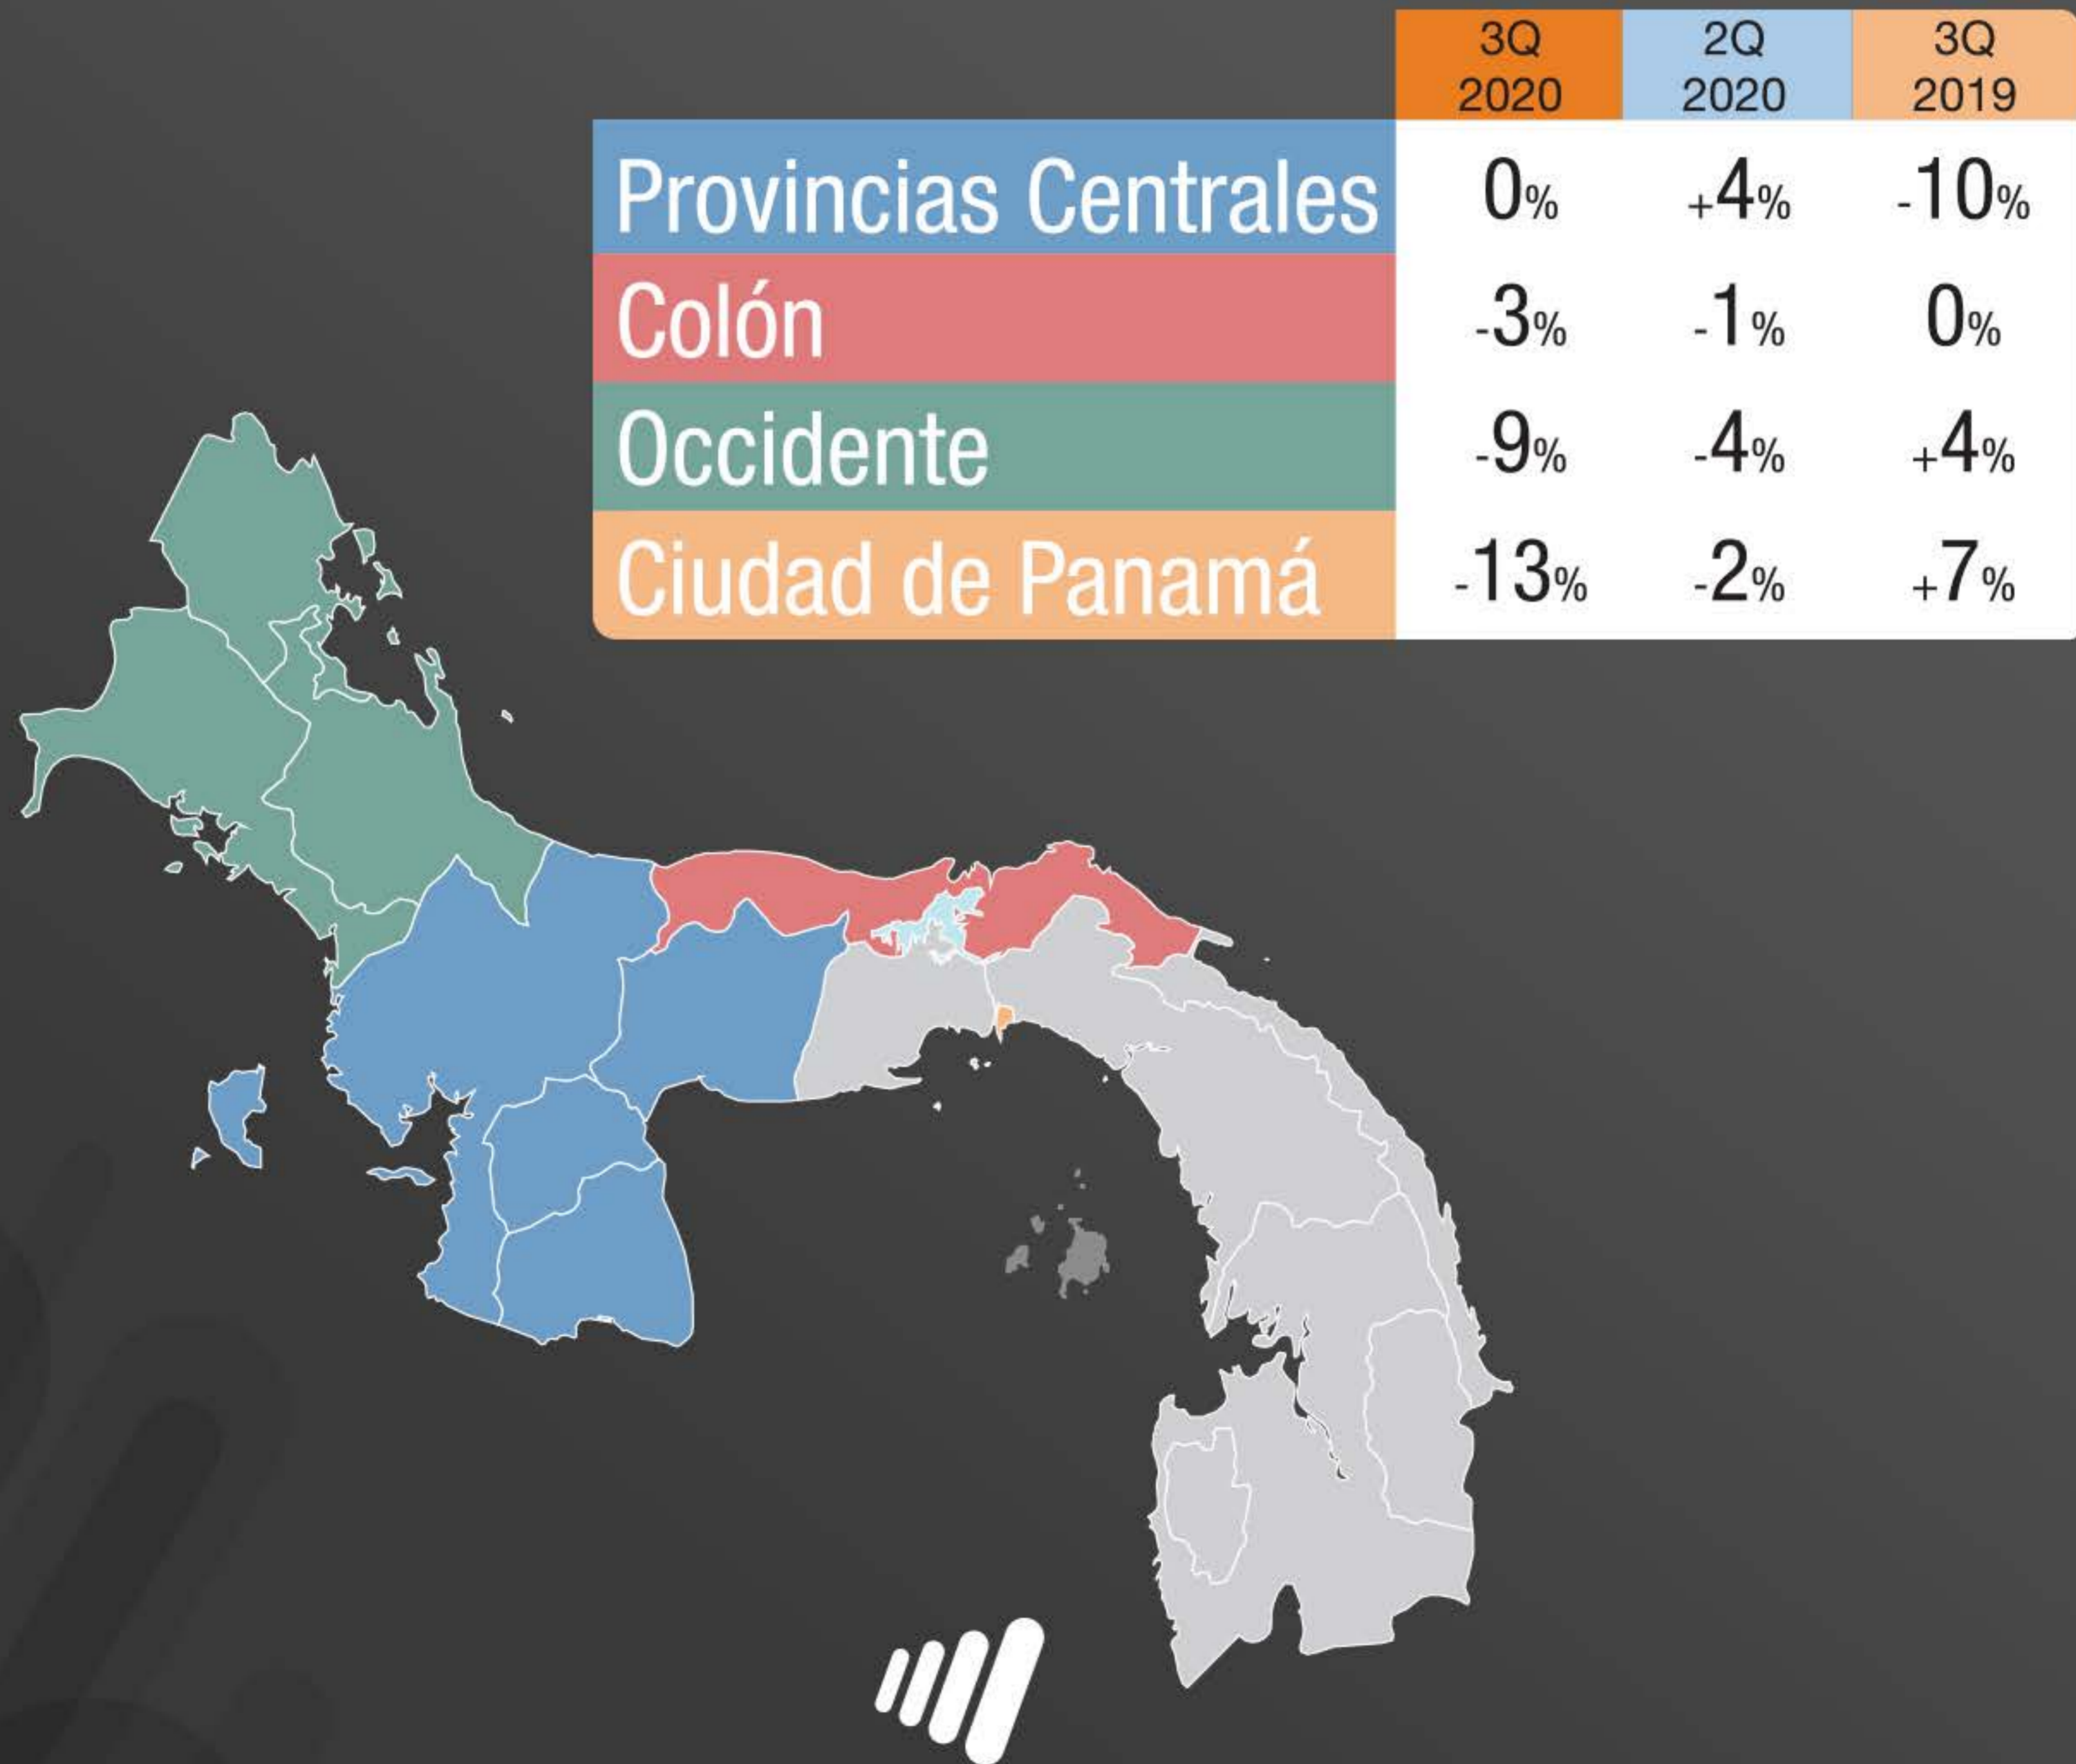 3Q 2Q 3Q
2020 2020 2019
Provincias Centrales 0% +4% -10%
Colón -3% -1% 0%
Occidente -9% -4% +4%
Ciudad de Panamá -13% -2% +7%